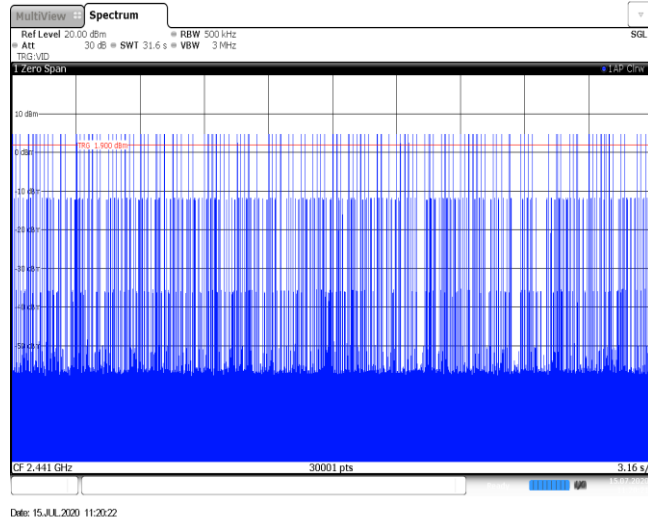 MultiView Spectrum
Ref Level 20.00 dBm RBW 500 kHz SGL
Att 30 dB SWT 31.6 s VBW 3 MHz
TRG:VID
1 Zero Span 1AP Clrw
10 dBm
TRG 1.900 dBm
0 dBm
-10 dBm
-20 dBm
-30 dBm
-40 dBm
-50 dBm
CF 2.441 GHz 30001 pts 3.16 s/
Date: 15.JUL.2020 11:20:22